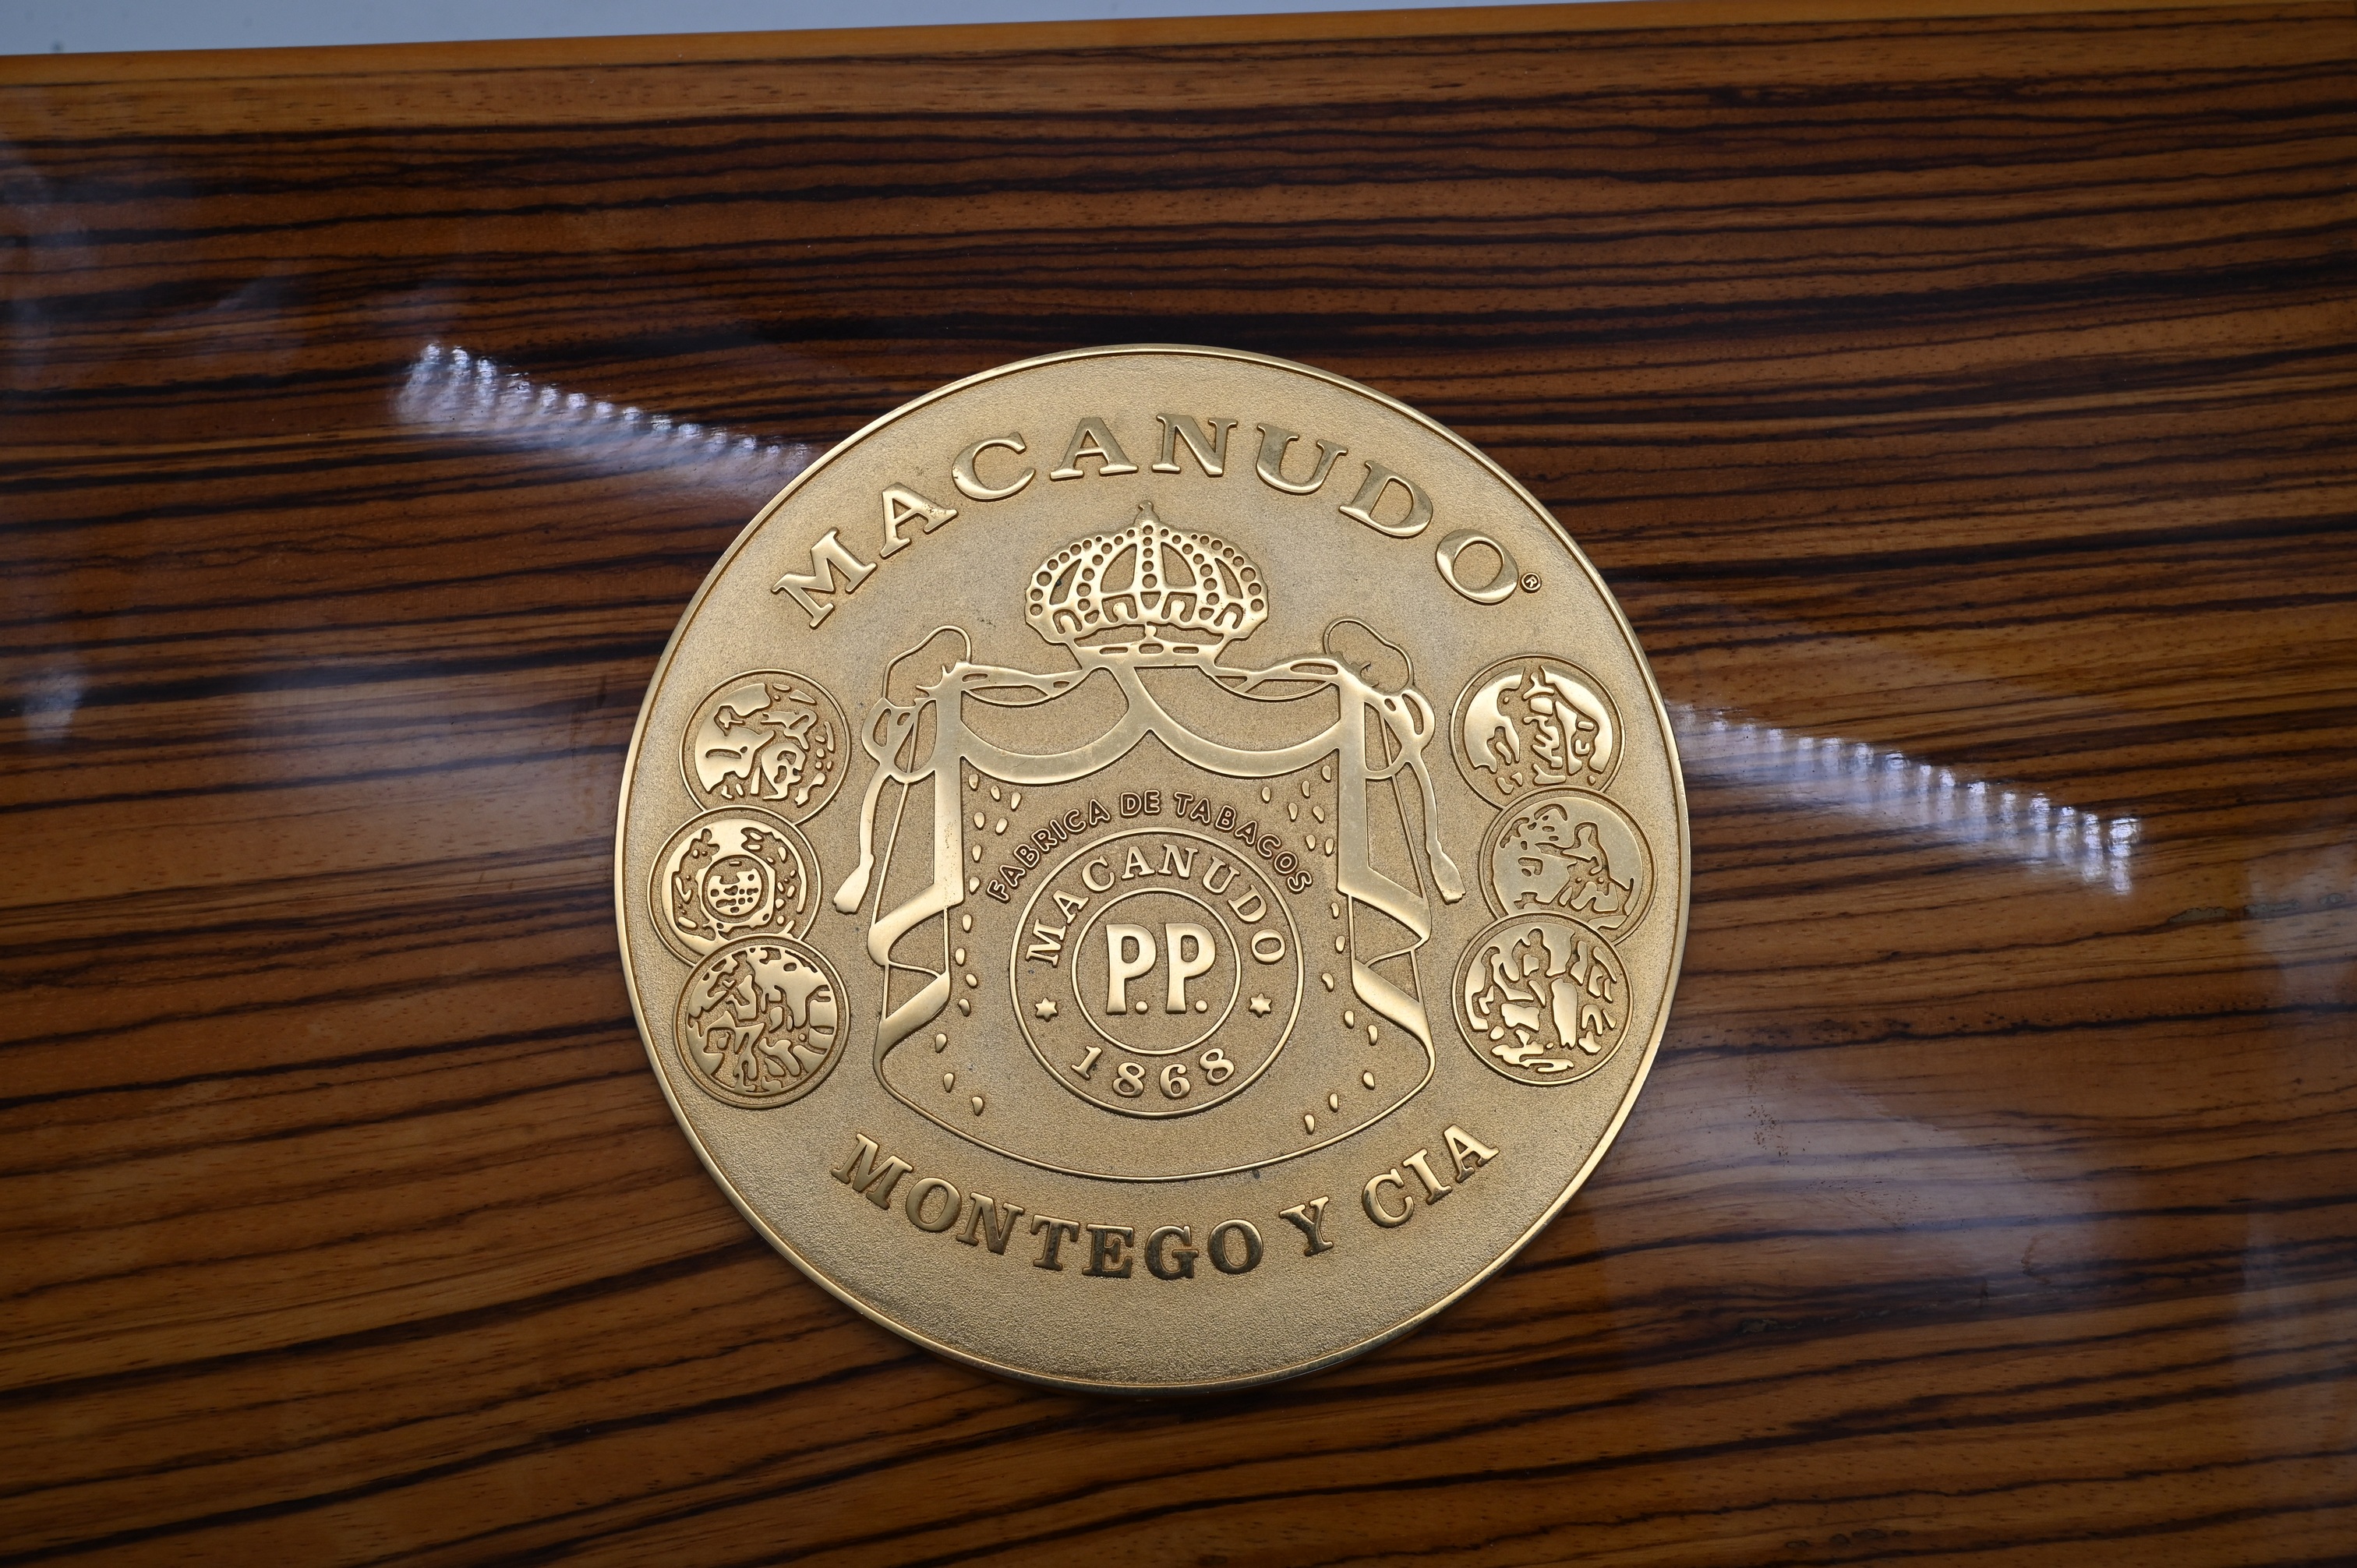 MACANUDO®
FABRICA DE TABACOS
MACANUDO
P.P.
1868
MONTEGO Y CIA